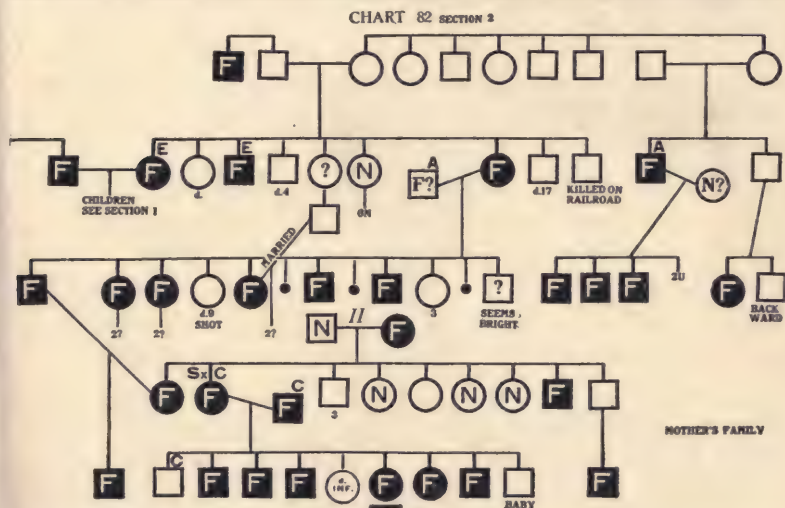 CHART 82 SECTION 2
F
E E A A
F F F ? N F? F F N?
d. d.4 6N d.17 KILLED ON
RAILROAD
CHILDREN
SEE SECTION 1
MARRIED
F F F F F F ? F F F 2U F
d.9 3 BACK
SHOT 2? 2? 2? SEEMS WARD
BRIGHT
N II F
Sx C C
F F F N N N F
3
MOTHER'S FAMILY
C
F F F F d. F F F F
INF.
BABY